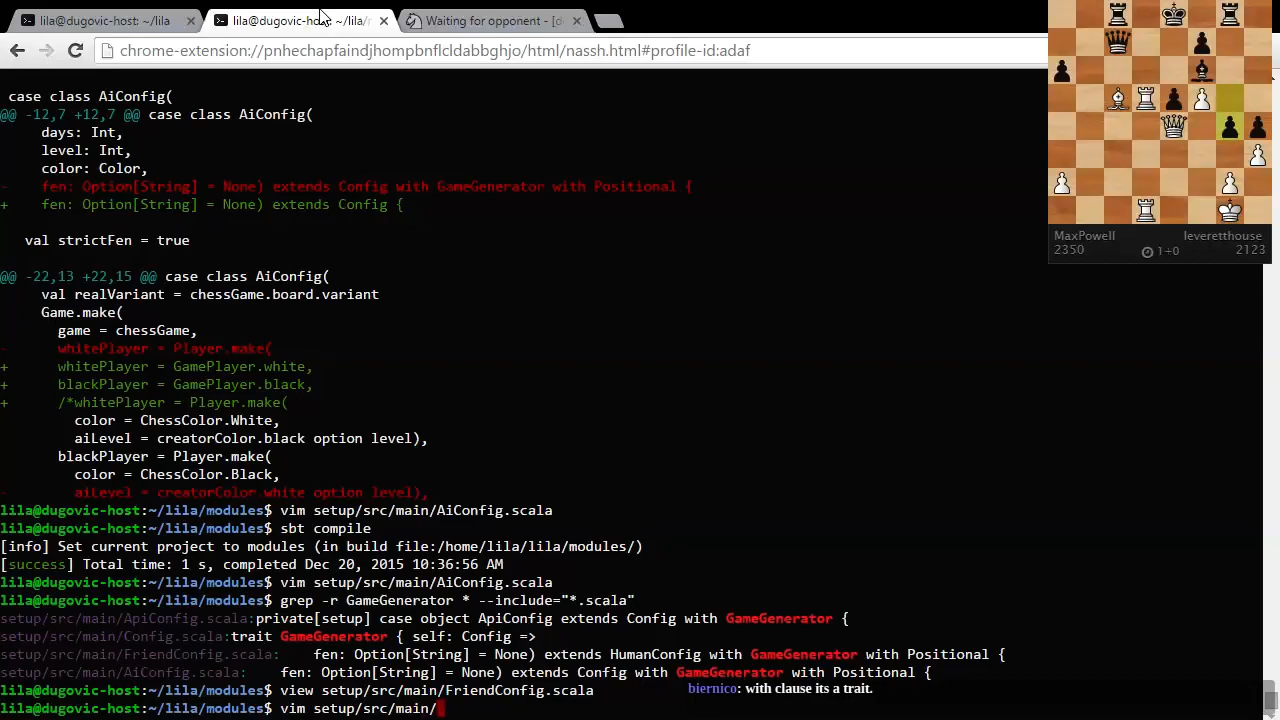 lila@dugovic-host: ~/lila
lila@dugovic-host: ~/lila/
Waiting for opponent - [d
chrome-extension://pnhechapfaindjhompbnflcldabbghjo/html/nassh.html#profile-id:adaf
case class AiConfig(
@@ -12,7 +12,7 @@ case class AiConfig(
days: Int,
level: Int,
color: Color,
- fen: Option[String] = None) extends Config with GameGenerator with Positional {
+ fen: Option[String] = None) extends Config {
val strictFen = true
@@ -22,13 +22,15 @@ case class AiConfig(
val realVariant = chessGame.board.variant
Game.make(
game = chessGame,
- whitePlayer = Player.make(
+ whitePlayer = GamePlayer.white,
+ blackPlayer = GamePlayer.black,
+ /*whitePlayer = Player.make(
color = ChessColor.White,
aiLevel = creatorColor.black option level),
blackPlayer = Player.make(
color = ChessColor.Black,
- aiLevel = creatorColor.white option level),
lila@dugovic-host:~/lila/modules$ vim setup/src/main/AiConfig.scala
lila@dugovic-host:~/lila/modules$ sbt compile
[info] Set current project to modules (in build file:/home/lila/lila/modules/)
[success] Total time: 1 s, completed Dec 20, 2015 10:36:56 AM
lila@dugovic-host:~/lila/modules$ vim setup/src/main/AiConfig.scala
lila@dugovic-host:~/lila/modules$ grep -r GameGenerator * --include="*.scala"
setup/src/main/ApiConfig.scala:private[setup] case object ApiConfig extends Config with GameGenerator {
setup/src/main/Config.scala:trait GameGenerator { self: Config =>
setup/src/main/FriendConfig.scala: fen: Option[String] = None) extends HumanConfig with GameGenerator with Positional {
setup/src/main/AiConfig.scala: fen: Option[String] = None) extends Config with GameGenerator with Positional {
lila@dugovic-host:~/lila/modules$ view setup/src/main/FriendConfig.scala
biernico: with clause its a trait.
lila@dugovic-host:~/lila/modules$ vim setup/src/main/
MaxPowell leveretthouse
2350 1+0 2123